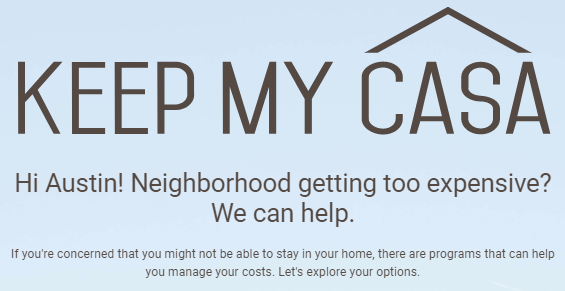 KEEP MY CASA
Hi Austin! Neighborhood getting too expensive?
We can help.
If you're concerned that you might not be able to stay in your home, there are programs that can help
you manage your costs. Let's explore your options.